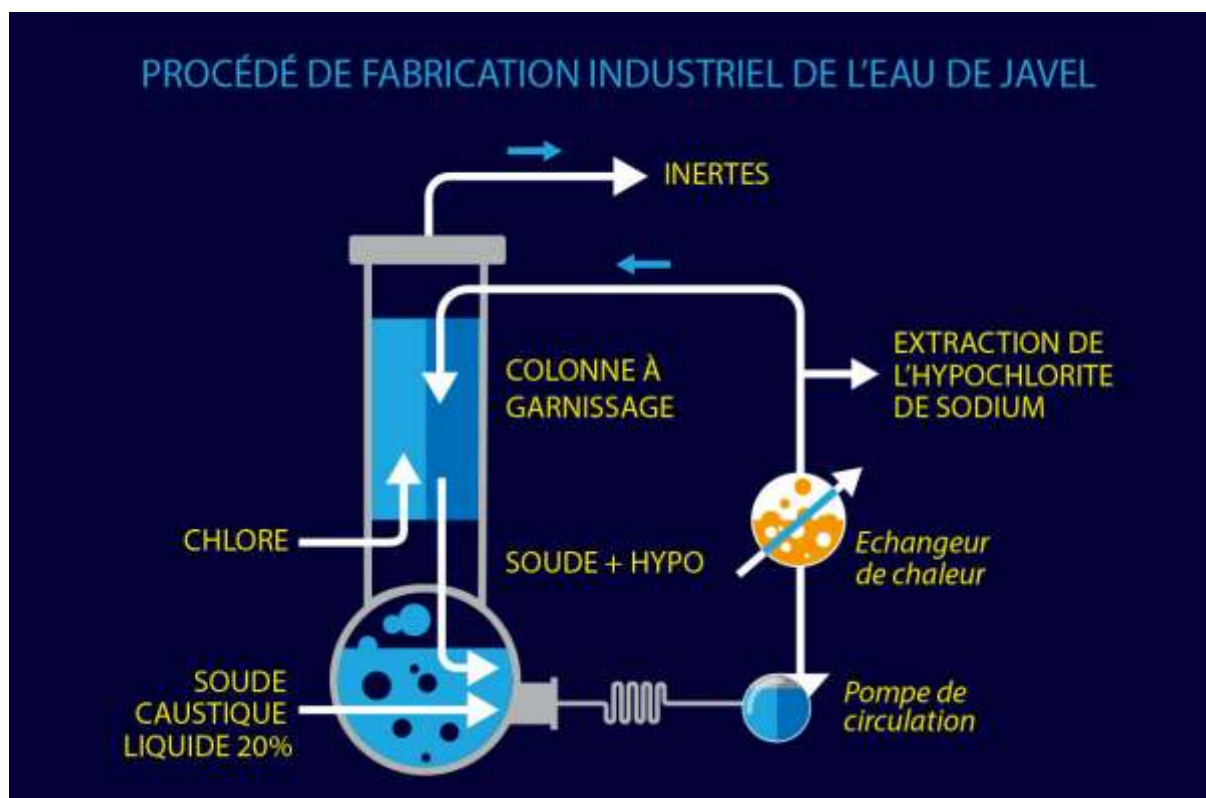 PROCÉDÉ DE FABRICATION INDUSTRIEL DE L'EAU DE JAVEL
INERTES
EXTRACTION DE
L'HYPOCHLORITE
DE SODIUM
COLONNE À
GARNISSAGE
CHLORE
SOUDE + HYPO
Echangeur
de chaleur
SOUDE
CAUSTIQUE
LIQUIDE 20%
Pompe de
circulation